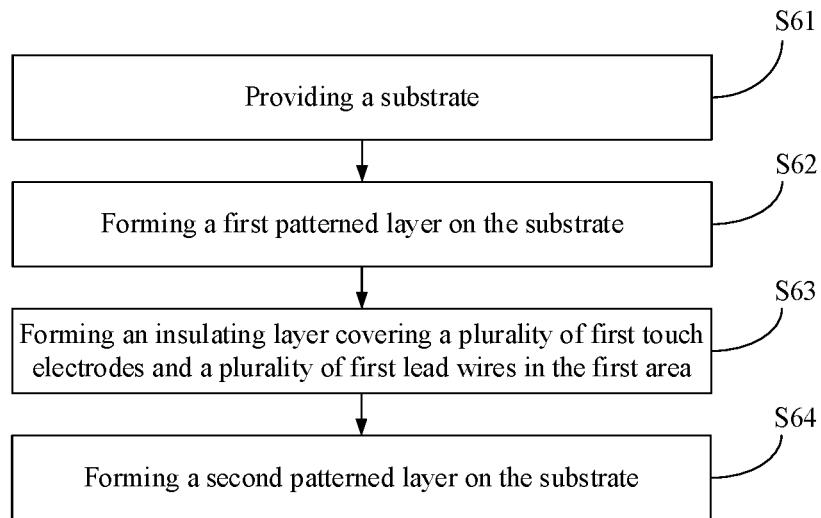 S61
Providing a substrate
S62
Forming a first patterned layer on the substrate
S63
Forming an insulating layer covering a plurality of first touch
electrodes and a plurality of first lead wires in the first area
S64
Forming a second patterned layer on the substrate